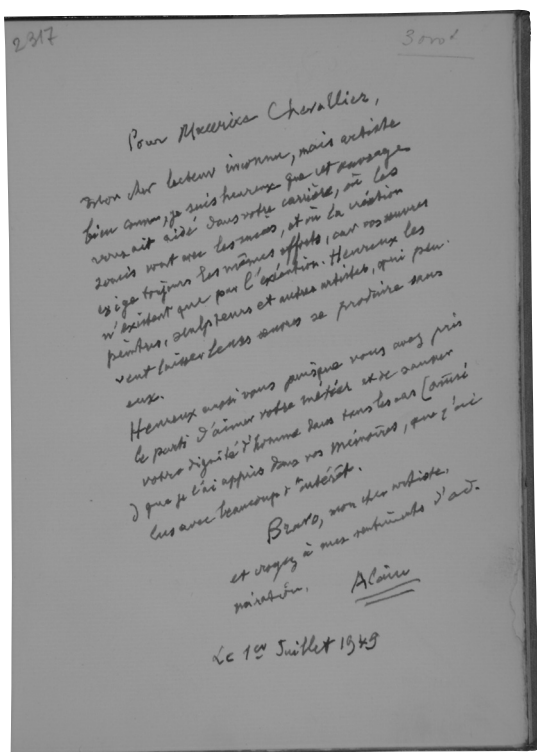 2317
Pour Maurice Chevallier,
Mon cher lecteur inconnu, mais artiste
bien connu, je suis heureux que cet ouvrage
vous ait aidé dans votre carrière, où les
soucis vont avec les succès, et où la création
exige toujours les mêmes efforts, car vos œuvres
n'existent que par l'exécution. Heureux les
peintres, sculpteurs et autres artistes, qui peu-
vent laisser leurs œuvres se produire sans
eux.
Heureux aussi vous puisque vous avez pris
le parti d'aimer votre métier et de sauver
votre dignité d'homme dans tous les cas
que je l'ai appris dans vos mémoires, que j'ai
lus avec beaucoup d'intérêt.
Bravo, mon cher artiste,
et croyez à mes sentiments d'ad-
miration.
Alain
Le 1er Juillet 1949